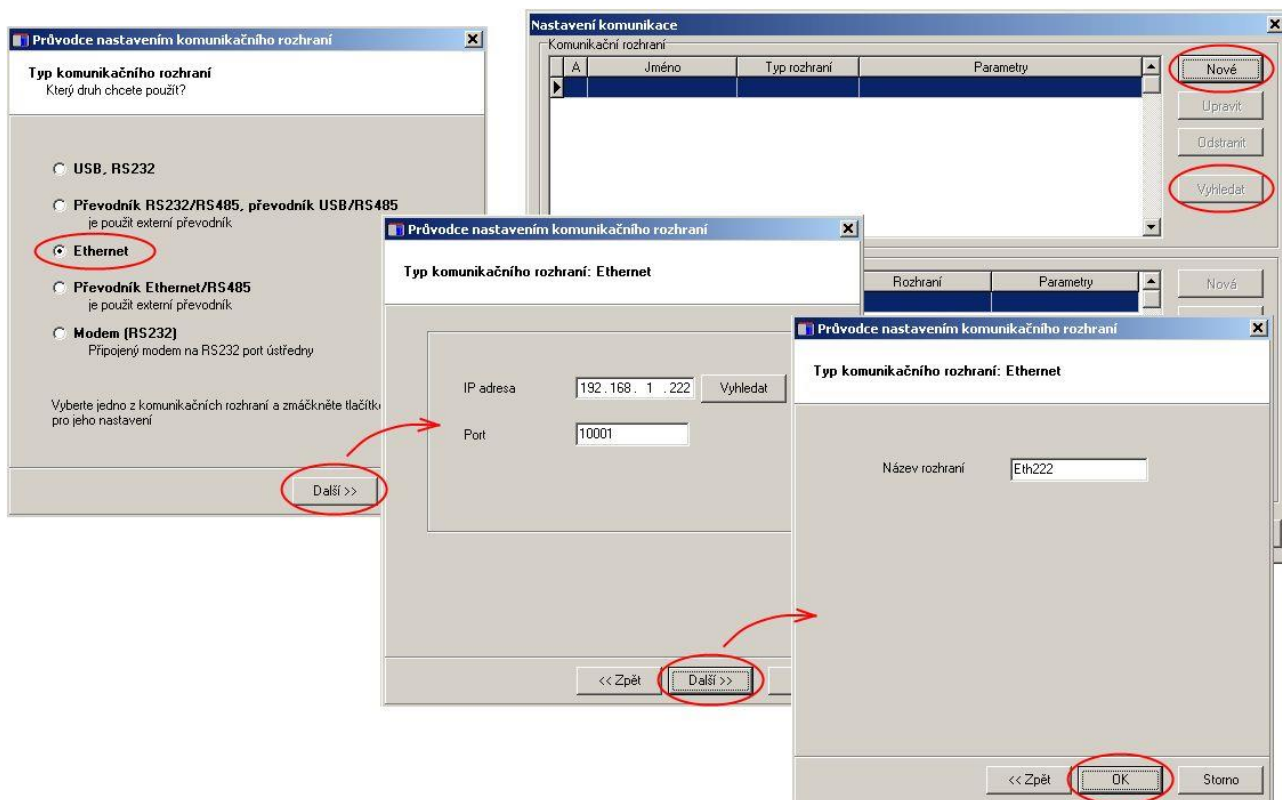 Průvodce nastavením komunikačního rozhraní
Typ komunikačního rozhraní
Který druh chcete použít?
USB, RS232
Převodník RS232/RS485, převodník USB/RS485
je použit externí převodník
Ethernet
Převodník Ethernet/RS485
je použit externí převodník
Modem (RS232)
Připojený modem na RS232 port ústředny
Vyberte jedno z komunikačních rozhraní a zmáčkněte
pro jeho nastavení
Další >>
Nastavení komunikace
Komunikační rozhraní
A Jméno Typ rozhraní Parametry
Nové
Upravit
Odstranit
Vyhledat
Rozhraní Parametry
Nová
Průvodce nastavením komunikačního rozhraní
Typ komunikačního rozhraní: Ethernet
IP adresa 192.168. 1 .222 Vyhledat
Port 10001
<< Zpět Další >>
Průvodce nastavením komunikačního rozhraní
Typ komunikačního rozhraní: Ethernet
Název rozhraní Eth222
<< Zpět OK Storno